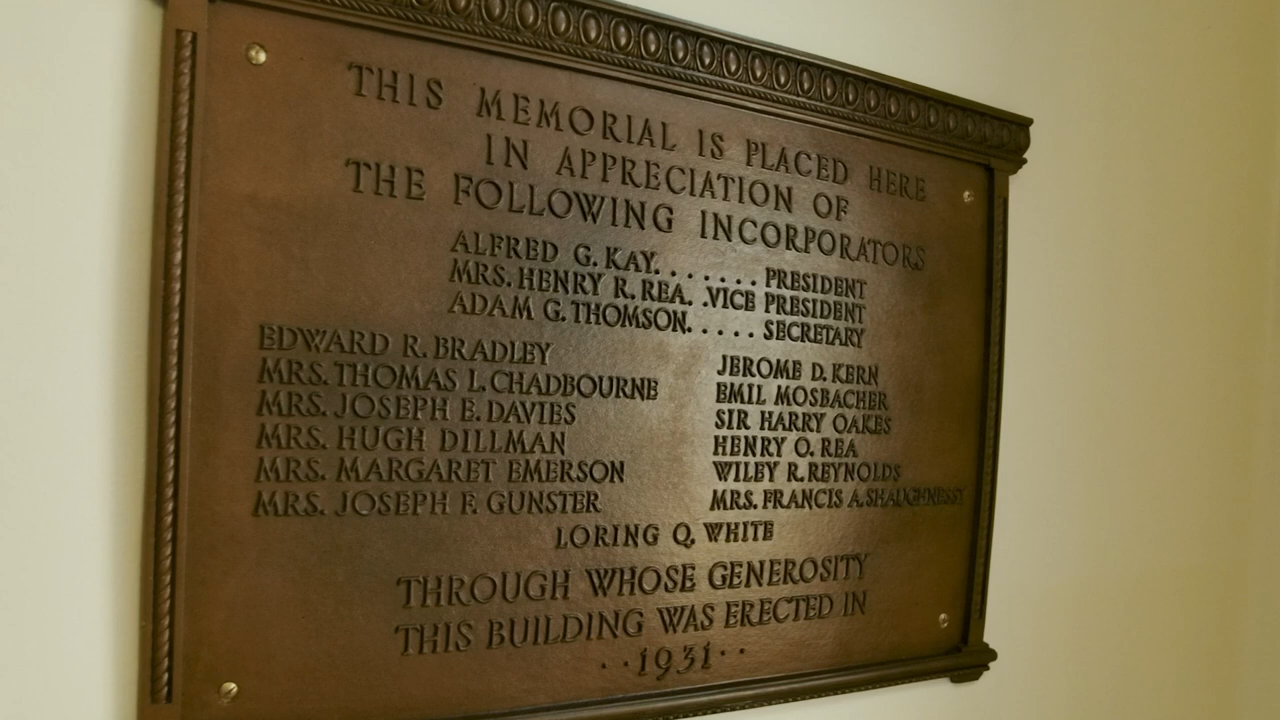 THIS MEMORIAL IS PLACED HERE
IN APPRECIATION OF
THE FOLLOWING INCORPORATORS
ALFRED G. KAY. . . . . . . PRESIDENT
MRS. HENRY R. REA. .VICE PRESIDENT
ADAM G. THOMSON. . . . . SECRETARY
EDWARD R. BRADLEY
MRS. THOMAS L. CHADBOURNE
MRS. JOSEPH E. DAVIES
MRS. HUGH DILLMAN
MRS. MARGARET EMERSON
MRS. JOSEPH F. GUNSTER
JEROME D. KERN
EMIL MOSBACHER
SIR HARRY OAKES
HENRY O. REA
WILEY R. REYNOLDS
MRS. FRANCIS A. SHAUGHNESSY
LORING Q. WHITE
THROUGH WHOSE GENEROSITY
THIS BUILDING WAS ERECTED IN
· · 1931 · ·